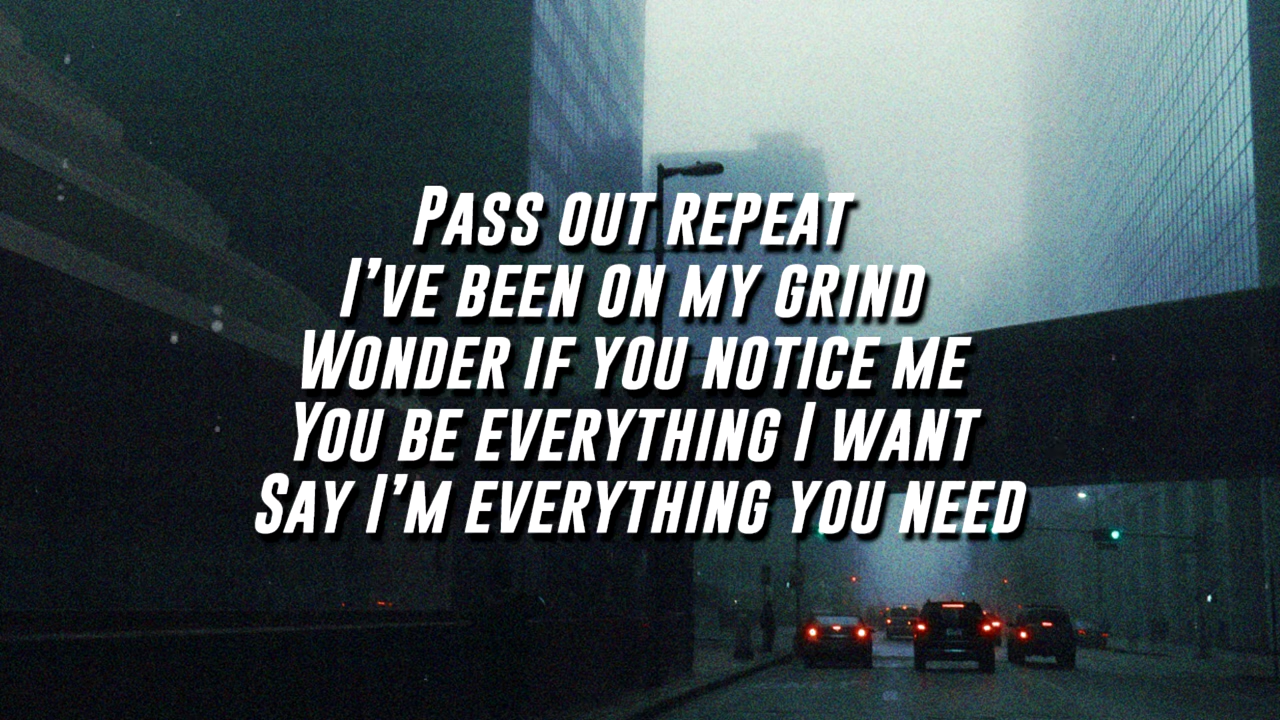 Pass out repeat
I’ve been on my grind
Wonder if you notice me
You be everything I want
Say I’m everything you need